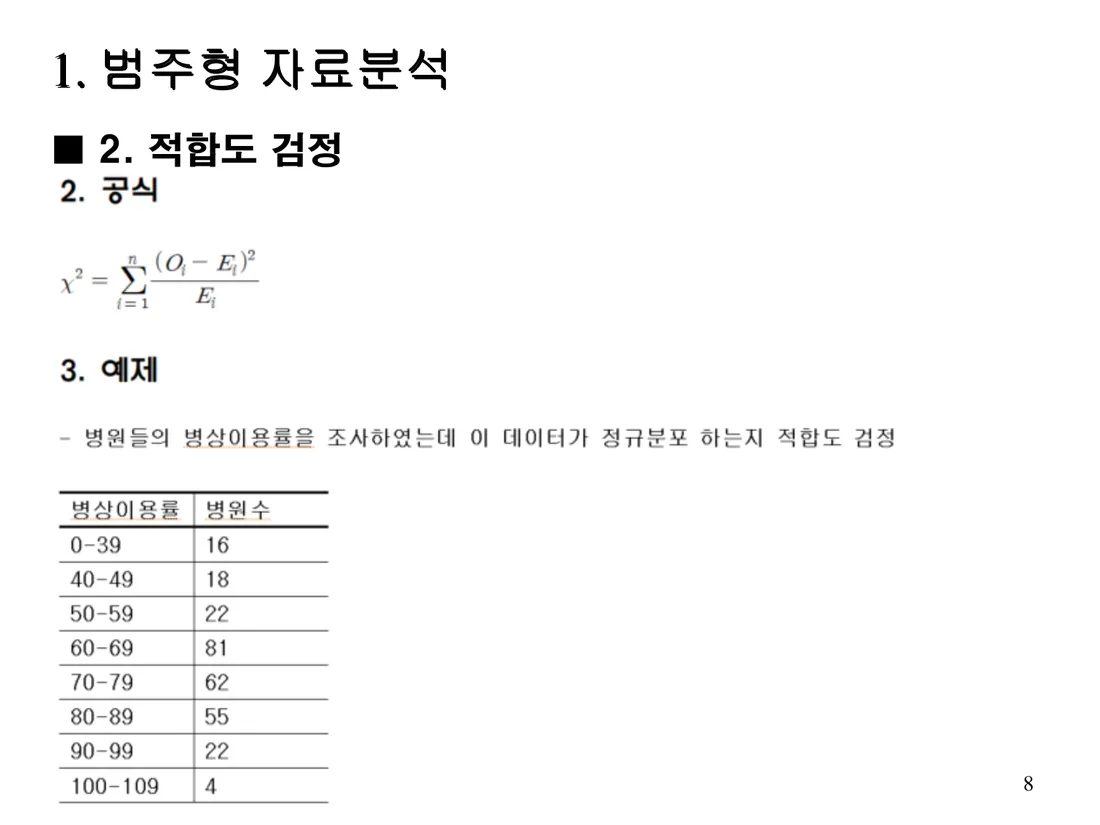 1. 범주형 자료분석
■ 2. 적합도 검정
2. 공식
χ² = Σ_{i=1}^{n} (O_i - E_i)² / E_i
3. 예제
- 병원들의 병상이용률을 조사하였는데 이 데이터가 정규분포 하는지 적합도 검정
병상이용률 병원수
0-39 16
40-49 18
50-59 22
60-69 81
70-79 62
80-89 55
90-99 22
100-109 4
8